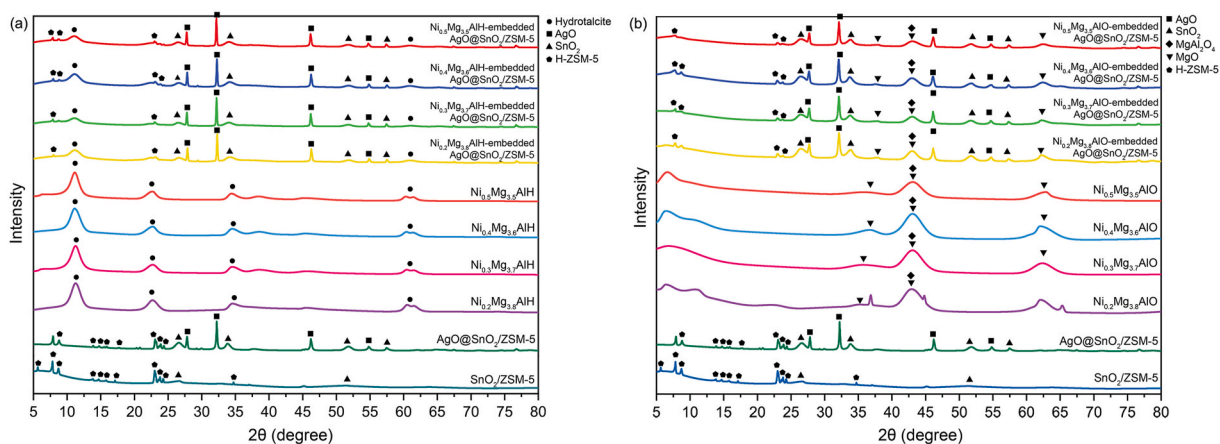 (a)
Hydrotalcite
AgO
SnO₂
H-ZSM-5
Ni₀.₅Mg₃.₅AlH-embedded
AgO@SnO₂/ZSM-5
Ni₀.₄Mg₃.₆AlH-embedded
AgO@SnO₂/ZSM-5
Ni₀.₃Mg₃.₇AlH-embedded
AgO@SnO₂/ZSM-5
Ni₀.₂Mg₃.₈AlH-embedded
AgO@SnO₂/ZSM-5
Ni₀.₅Mg₃.₅AlH
Ni₀.₄Mg₃.₆AlH
Ni₀.₃Mg₃.₇AlH
Ni₀.₂Mg₃.₈AlH
AgO@SnO₂/ZSM-5
SnO₂/ZSM-5
Intensity
5 10 15 20 25 30 35 40 45 50 55 60 65 70 75 80
2θ (degree)
(b)
AgO
SnO₂
MgAl₂O₄
MgO
H-ZSM-5
Ni₀.₅Mg₃.₅AlO-embedded
AgO@SnO₂/ZSM-5
Ni₀.₄Mg₃.₆AlO-embedded
AgO@SnO₂/ZSM-5
Ni₀.₃Mg₃.₇AlO-embedded
AgO@SnO₂/ZSM-5
Ni₀.₂Mg₃.₈AlO-embedded
AgO@SnO₂/ZSM-5
Ni₀.₅Mg₃.₅AlO
Ni₀.₄Mg₃.₆AlO
Ni₀.₃Mg₃.₇AlO
Ni₀.₂Mg₃.₈AlO
AgO@SnO₂/ZSM-5
SnO₂/ZSM-5
Intensity
5 10 15 20 25 30 35 40 45 50 55 60 65 70 75 80
2θ (degree)